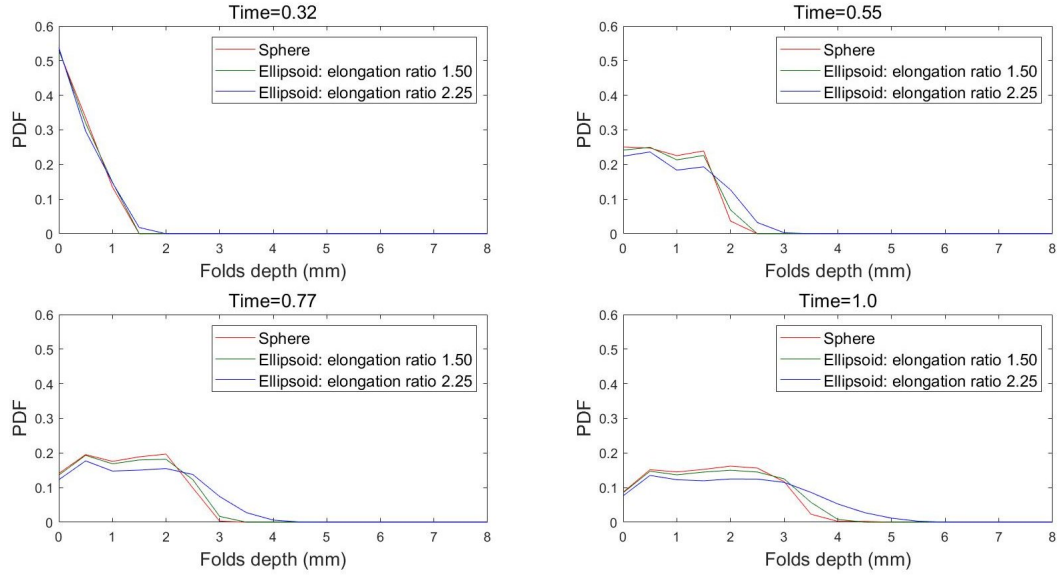 Time=0.32
0.6
0.5
0.4
0.3
0.2
0.1
0
PDF
Sphere
Ellipsoid: elongation ratio 1.50
Ellipsoid: elongation ratio 2.25
0 1 2 3 4 5 6 7 8
Folds depth (mm)
Time=0.55
0.6
0.5
0.4
0.3
0.2
0.1
0
PDF
Sphere
Ellipsoid: elongation ratio 1.50
Ellipsoid: elongation ratio 2.25
0 1 2 3 4 5 6 7 8
Folds depth (mm)
Time=0.77
0.6
0.5
0.4
0.3
0.2
0.1
0
PDF
Sphere
Ellipsoid: elongation ratio 1.50
Ellipsoid: elongation ratio 2.25
0 1 2 3 4 5 6 7 8
Folds depth (mm)
Time=1.0
0.6
0.5
0.4
0.3
0.2
0.1
0
PDF
Sphere
Ellipsoid: elongation ratio 1.50
Ellipsoid: elongation ratio 2.25
0 1 2 3 4 5 6 7 8
Folds depth (mm)